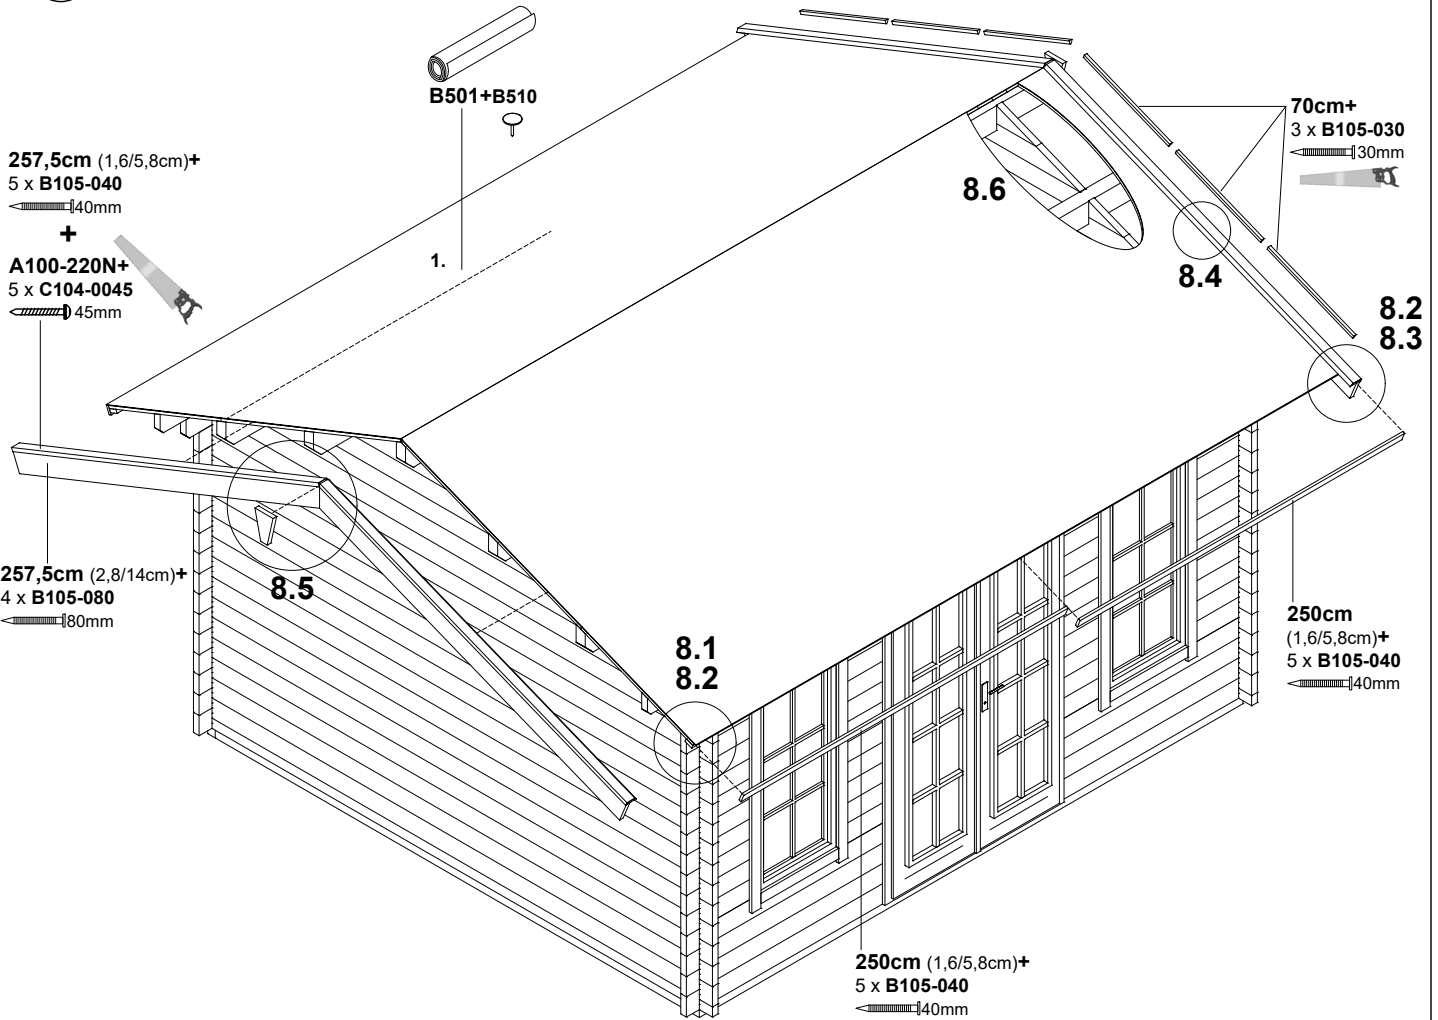 B501+B510
257,5cm (1,6/5,8cm)+
5 x B105-040
40mm
+
A100-220N+
5 x C104-0045
45mm
1.
70cm+
3 x B105-030
30mm
8.6
8.4
8.2
8.3
257,5cm (2,8/14cm)+
4 x B105-080
80mm
8.5
8.1
8.2
250cm
(1,6/5,8cm)+
5 x B105-040
40mm
250cm (1,6/5,8cm)+
5 x B105-040
40mm